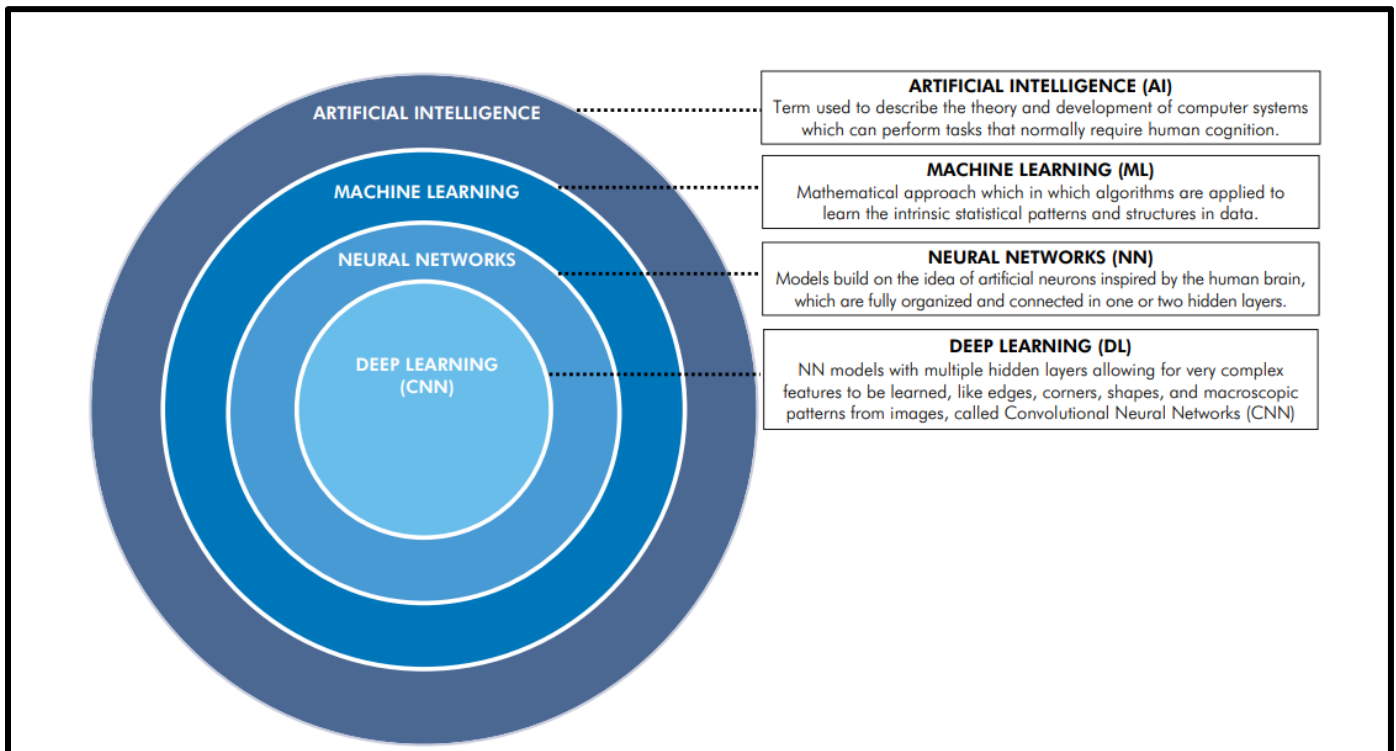 ARTIFICIAL INTELLIGENCE
MACHINE LEARNING
NEURAL NETWORKS
DEEP LEARNING
(CNN)
ARTIFICIAL INTELLIGENCE (AI)
Term used to describe the theory and development of computer systems
which can perform tasks that normally require human cognition.
MACHINE LEARNING (ML)
Mathematical approach which in which algorithms are applied to
learn the intrinsic statistical patterns and structures in data.
NEURAL NETWORKS (NN)
Models build on the idea of artificial neurons inspired by the human brain,
which are fully organized and connected in one or two hidden layers.
DEEP LEARNING (DL)
NN models with multiple hidden layers allowing for very complex
features to be learned, like edges, corners, shapes, and macroscopic
patterns from images, called Convolutional Neural Networks (CNN)